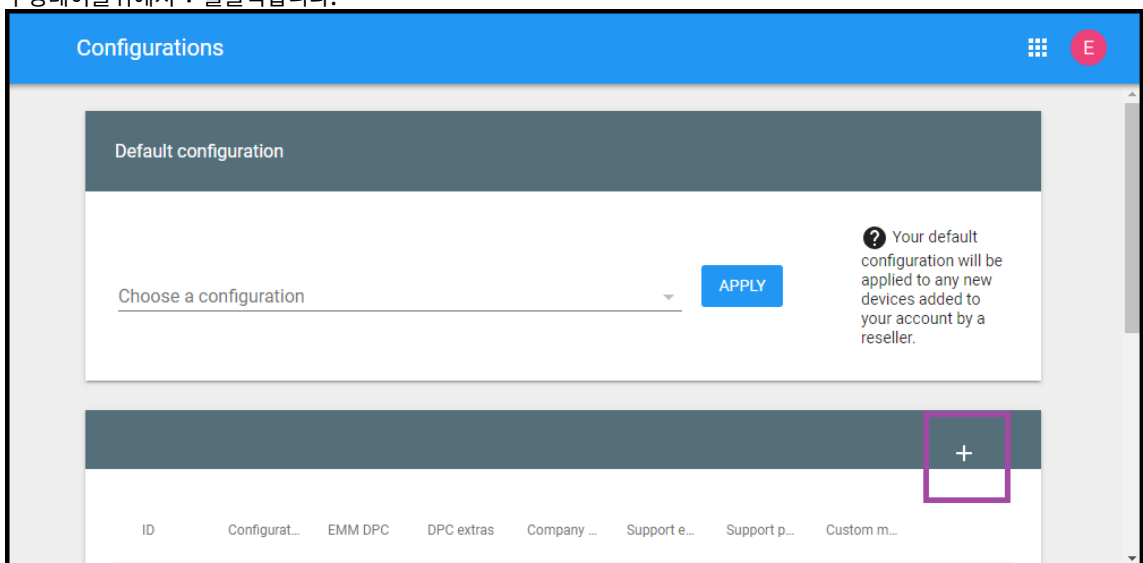 Configurations
E
Default configuration
Choose a configuration
APPLY
? Your default
configuration will be
applied to any new
devices added to
your account by a
reseller.
+
ID Configurat... EMM DPC DPC extras Company ... Support e... Support p... Custom m...